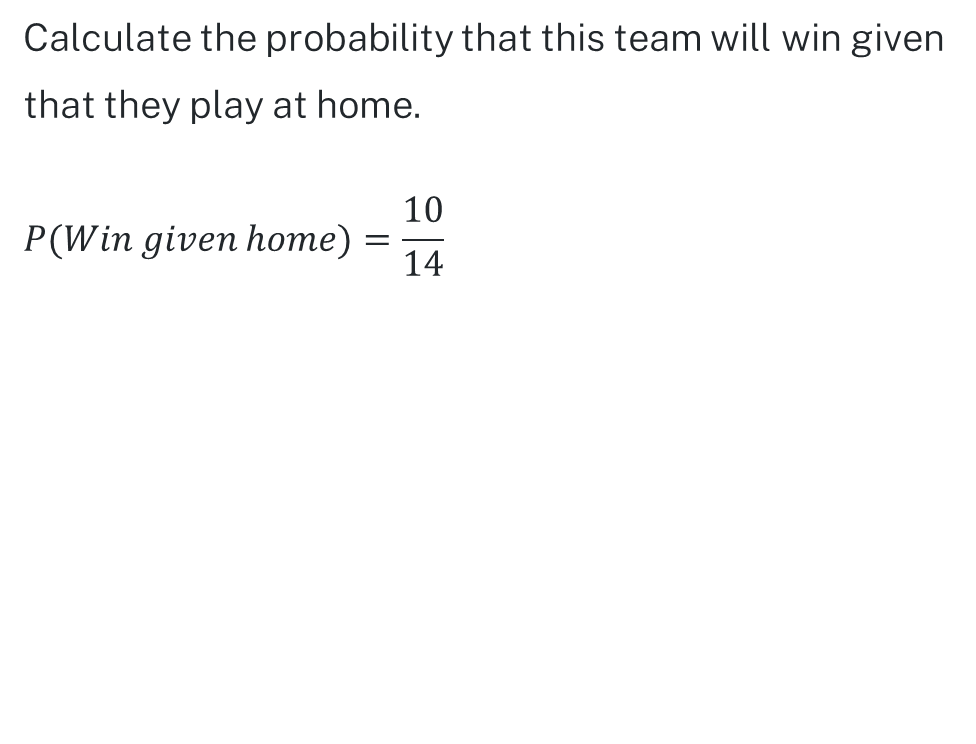 Calculate the probability that this team will win given
that they play at home.
P(Win given home) = 10/14